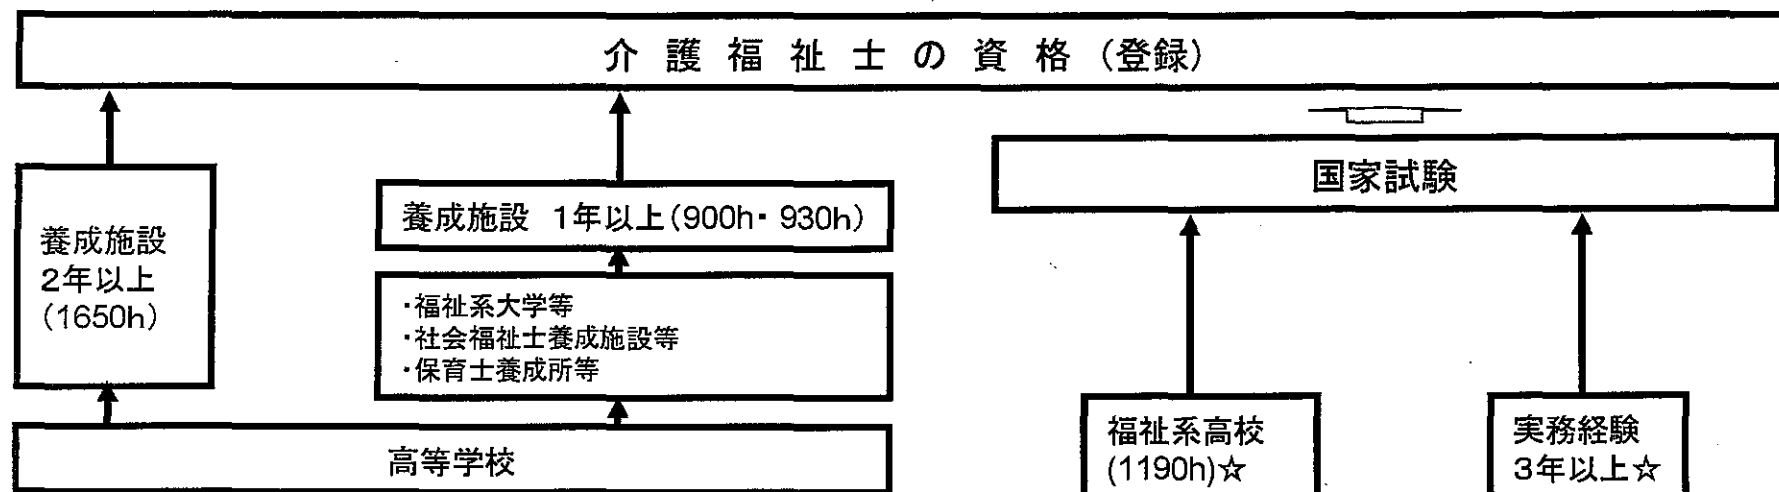 介護福祉士の資格(登録)
国家試験
養成施設
2年以上
(1650h)
養成施設 1年以上(900h・930h)
・福祉系大学等
・社会福祉士養成施設等
・保育士養成所等
高等学校
福祉系高校
(1190h)☆
実務経験
3年以上☆